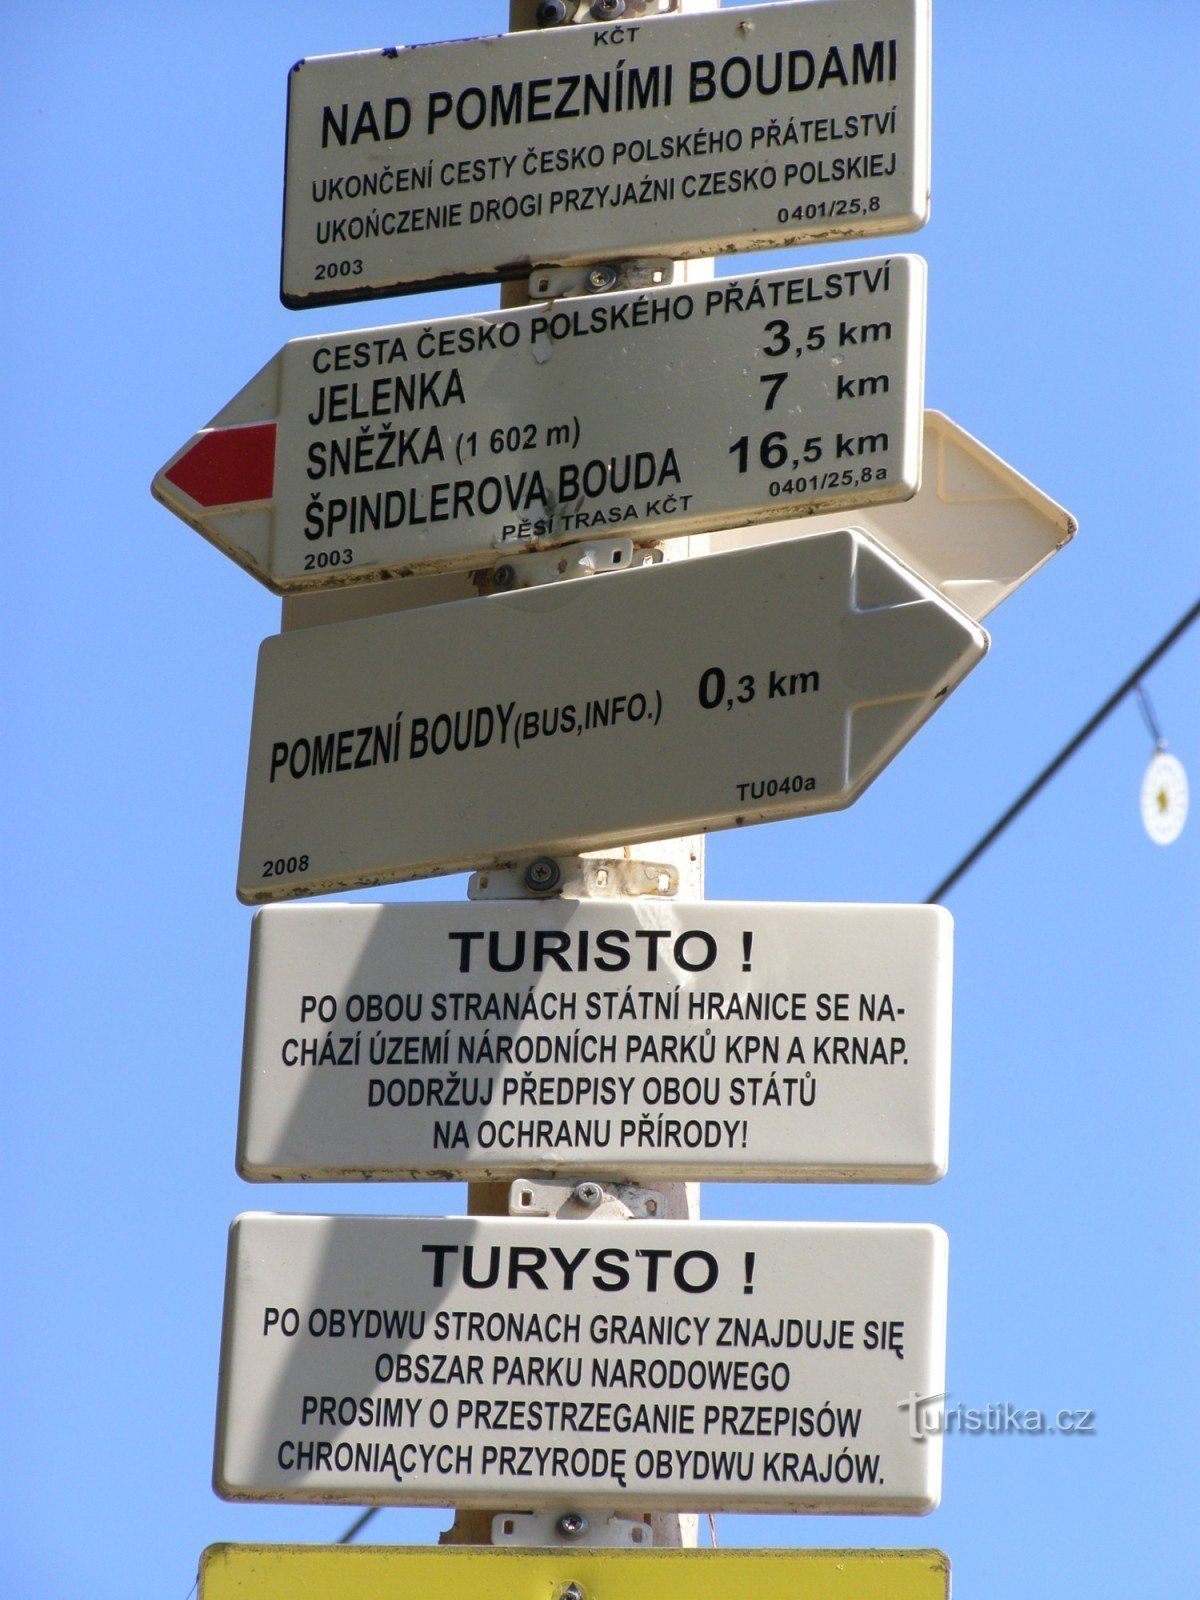 KČT
NAD POMEZNÍMI BOUDAMI
UKONČENÍ CESTY ČESKO POLSKÉHO PŘÁTELSTVÍ
UKOŃCZENIE DROGI PRZYJAŹNI CZESKO POLSKIEJ
2003 0401/25,8
CESTA ČESKO POLSKÉHO PŘÁTELSTVÍ
JELENKA 3,5 km
SNĚŽKA (1 602 m) 7 km
ŠPINDLEROVA BOUDA 16,5 km
2003 PĚŠÍ TRASA KČT 0401/25,8a
POMEZNÍ BOUDY(BUS,INFO.) 0,3 km
2008 TU040a
TURISTO !
PO OBOU STRANÁCH STÁTNÍ HRANICE SE NA-
CHÁZÍ ÚZEMÍ NÁRODNÍCH PARKŮ KPN A KRNAP.
DODRŽUJ PŘEDPISY OBOU STÁTŮ
NA OCHRANU PŘÍRODY!
TURYSTO !
PO OBYDWU STRONACH GRANICY ZNAJDUJE SIĘ
OBSZAR PARKU NARODOWEGO
PROSIMY O PRZESTRZEGANIE PRZEPISÓW
CHRONIĄCYCH PRZYRODĘ OBYDWU KRAJÓW.
Turistika.cz